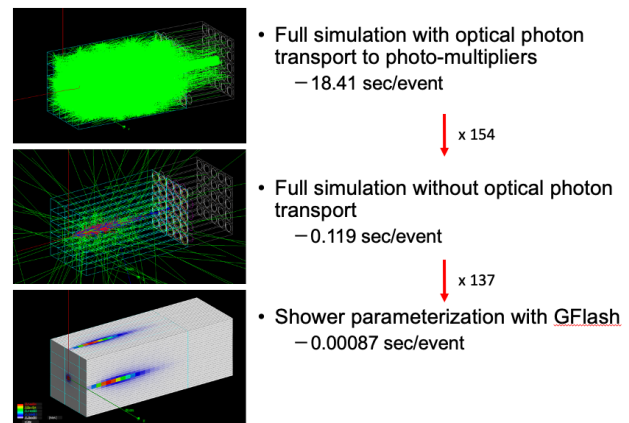 • Full simulation with optical photon
transport to photo-multipliers
– 18.41 sec/event
x 154
• Full simulation without optical photon
transport
– 0.119 sec/event
x 137
• Shower parameterization with GFlash
– 0.00087 sec/event